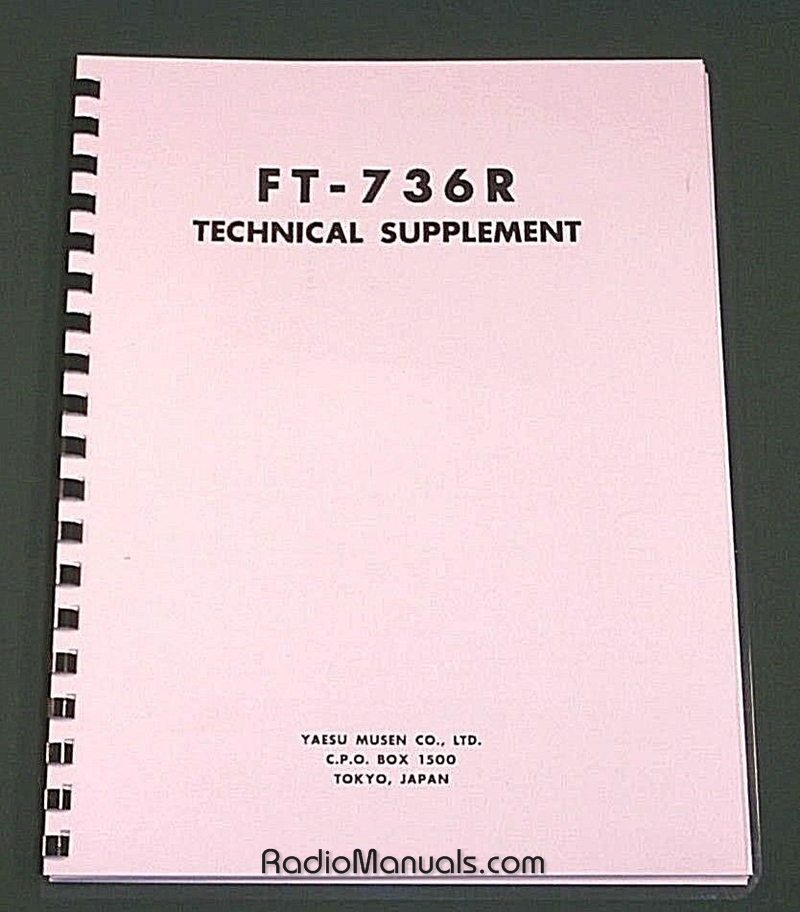 FT-736R
TECHNICAL SUPPLEMENT
YAESU MUSEN CO., LTD.
C.P.O. BOX 1500
TOKYO, JAPAN
RadioManuals.com